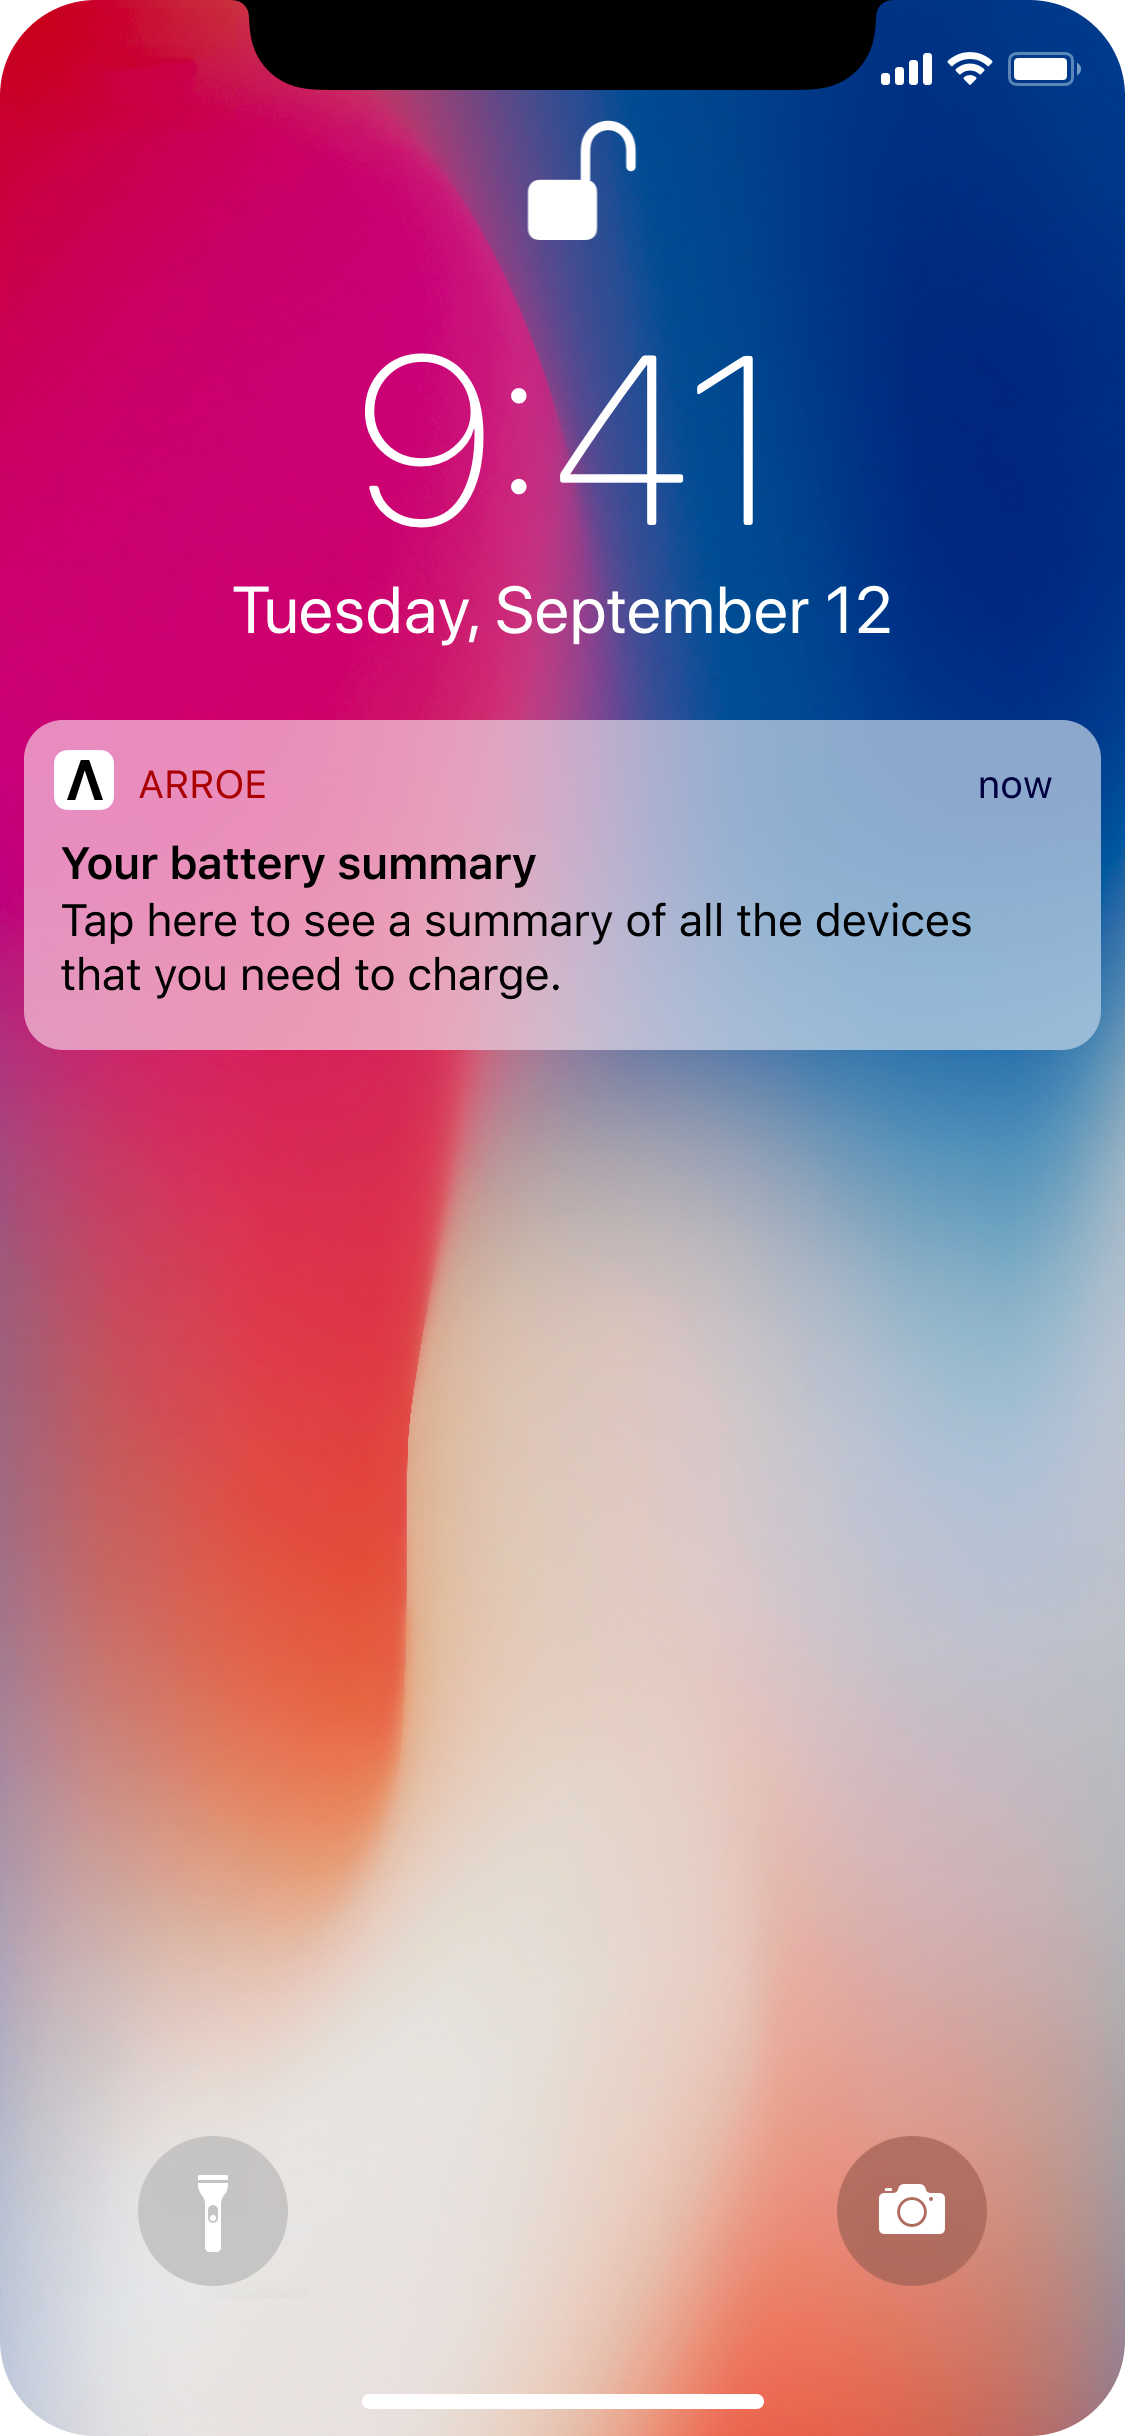 9:41
Tuesday, September 12
ARROE
now
Your battery summary
Tap here to see a summary of all the devices
that you need to charge.